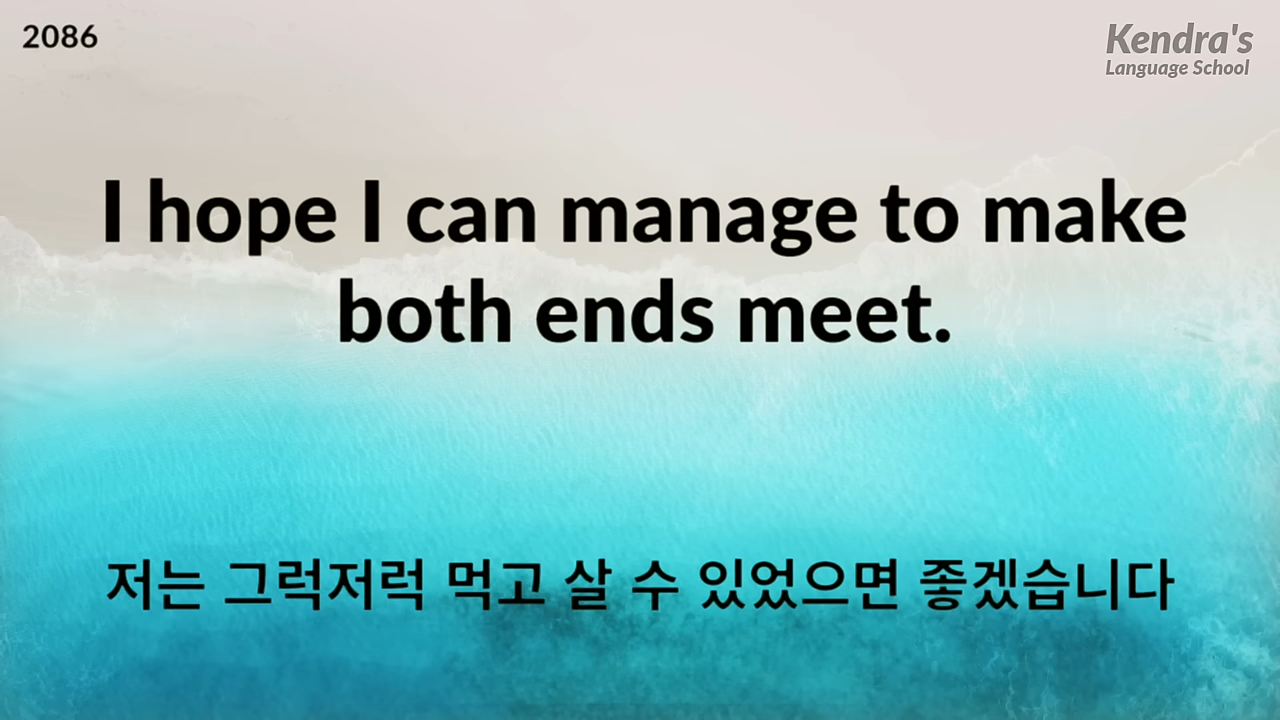 2086
Kendra's
Language School
I hope I can manage to make
both ends meet.
저는 그럭저럭 먹고 살 수 있었으면 좋겠습니다